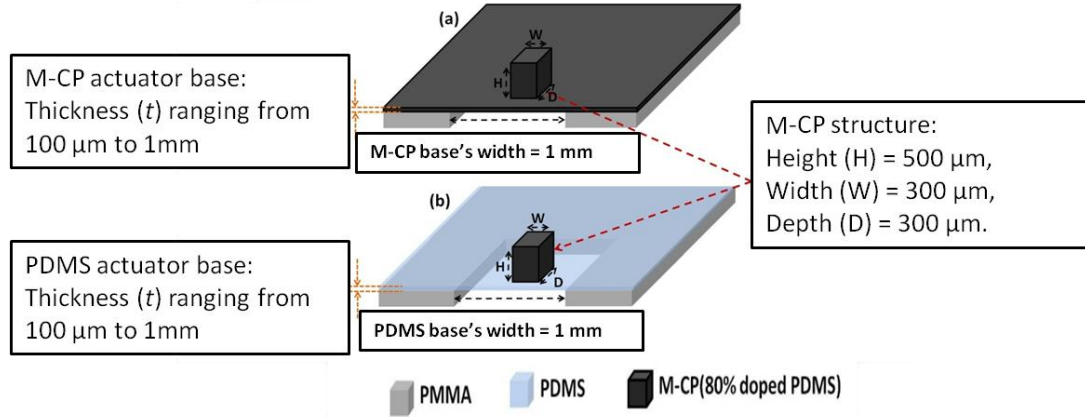 (a)
W
H
D
M-CP actuator base:
Thickness (t) ranging from
100 µm to 1mm
M-CP base's width = 1 mm
M-CP structure:
Height (H) = 500 µm,
Width (W) = 300 µm,
Depth (D) = 300 µm.
(b)
W
H
D
PDMS actuator base:
Thickness (t) ranging from
100 µm to 1mm
PDMS base's width = 1 mm
PMMA PDMS M-CP(80% doped PDMS)